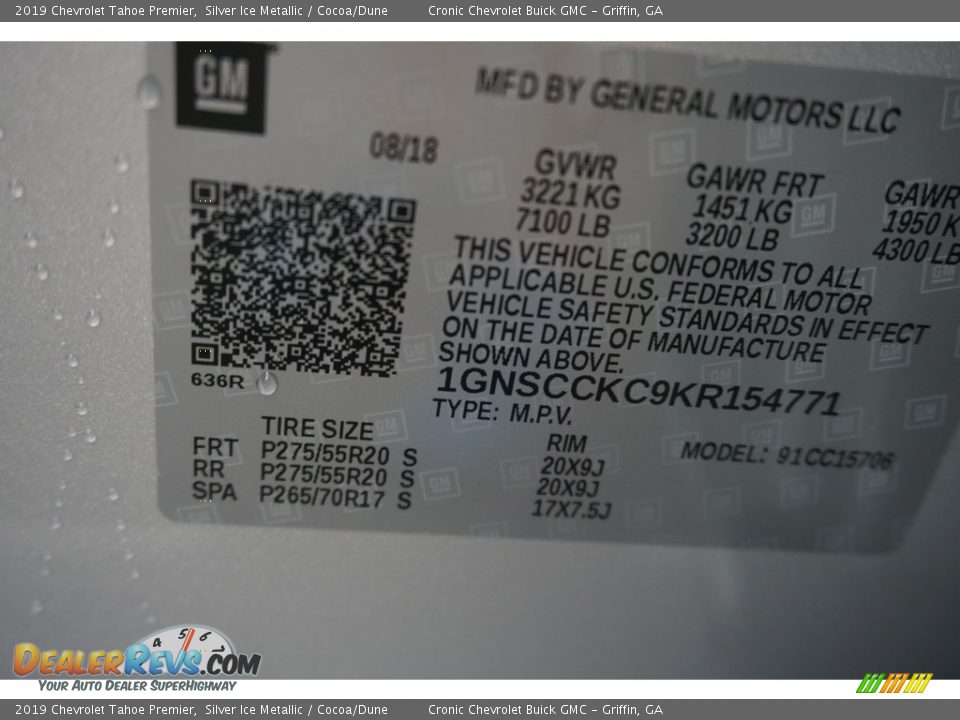 2019 Chevrolet Tahoe Premier, Silver Ice Metallic / Cocoa/Dune Cronic Chevrolet Buick GMC – Griffin, GA
GM
MFD BY GENERAL MOTORS LLC
08/18
GVWR GAWR FRT GAWR
3221 KG 1451 KG 1950 K
7100 LB 3200 LB 4300 LB
THIS VEHICLE CONFORMS TO ALL
APPLICABLE U.S. FEDERAL MOTOR
VEHICLE SAFETY STANDARDS IN EFFECT
ON THE DATE OF MANUFACTURE
SHOWN ABOVE.
636R
1GNSCCKC9KR154771
TYPE: M.P.V.
TIRE SIZE RIM MODEL: 91CC15706
FRT P275/55R20 S 20X9J
RR P275/55R20 S 20X9J
SPA P265/70R17 S 17X7.5J
4 5 6
DealerRevs.com
Your Auto Dealer SuperHighway
2019 Chevrolet Tahoe Premier, Silver Ice Metallic / Cocoa/Dune Cronic Chevrolet Buick GMC – Griffin, GA